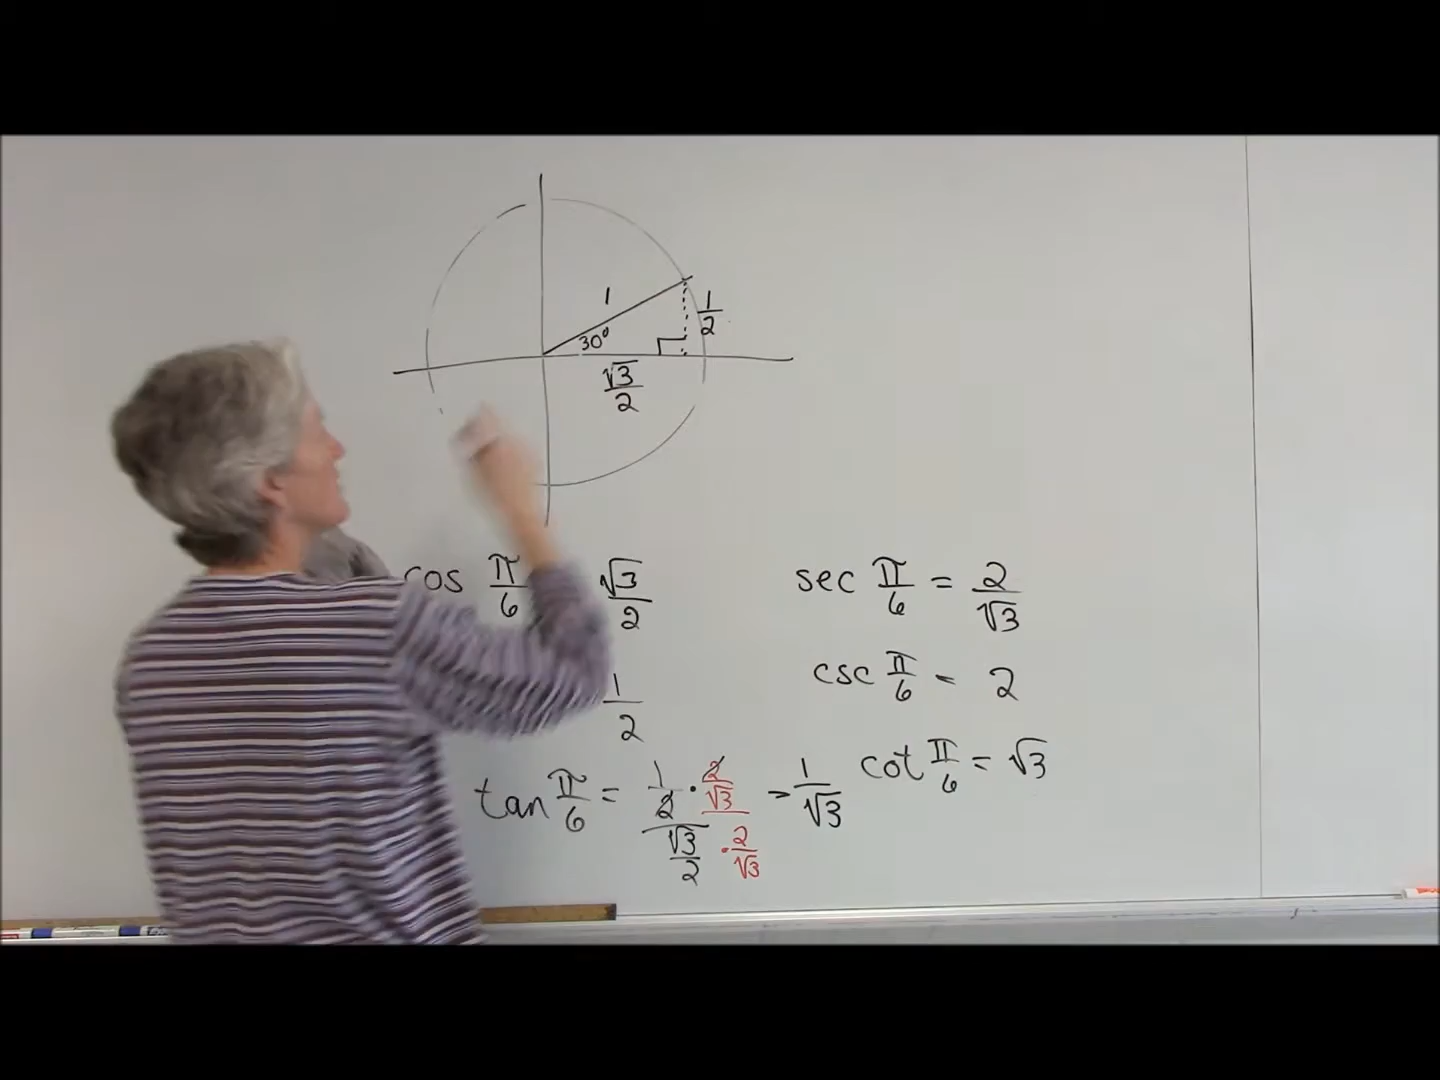 1
1/2
30°
√3/2
cos π/6 √3/2
sec π/6 = 2/√3
csc π/6 = 2
1/2
cot π/6 = √3
tan π/6 = (1/2 · 2/√3)/(√3/2 · 2/√3) = 1/√3